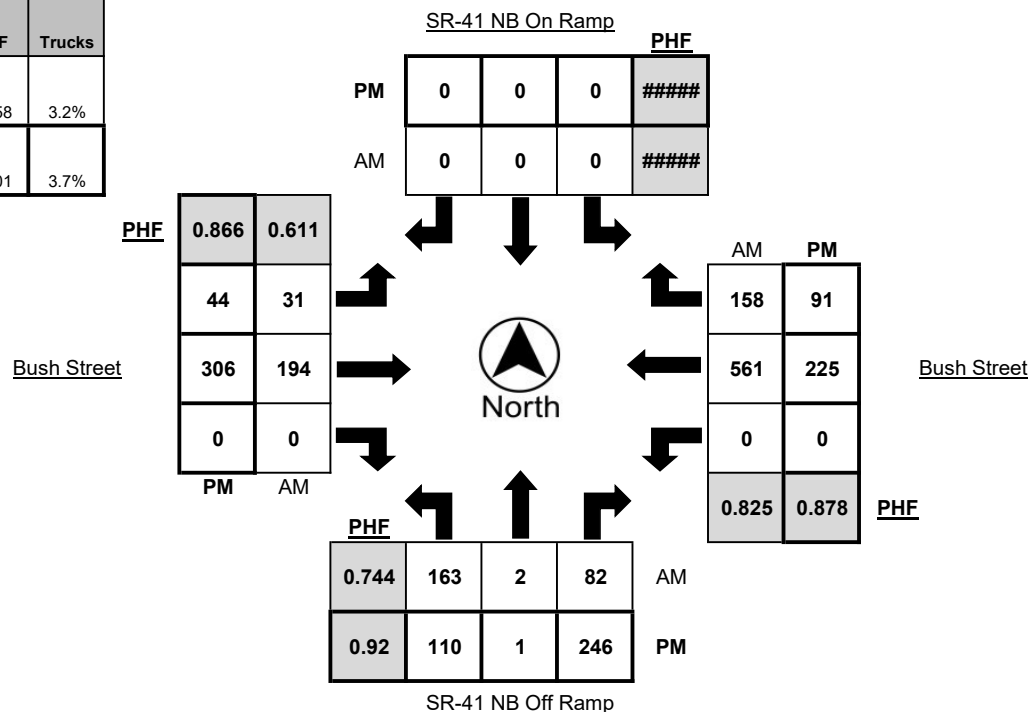 F Trucks
58 3.2%
01 3.7%
SR-41 NB On Ramp
PHF
PM 0 0 0 #####
AM 0 0 0 #####
PHF 0.866 0.611
44 31
306 194
0 0
PM AM
Bush Street
North
AM PM
158 91
561 225
0 0
0.825 0.878 PHF
Bush Street
PHF
0.744 163 2 82 AM
0.92 110 1 246 PM
SR-41 NB Off Ramp